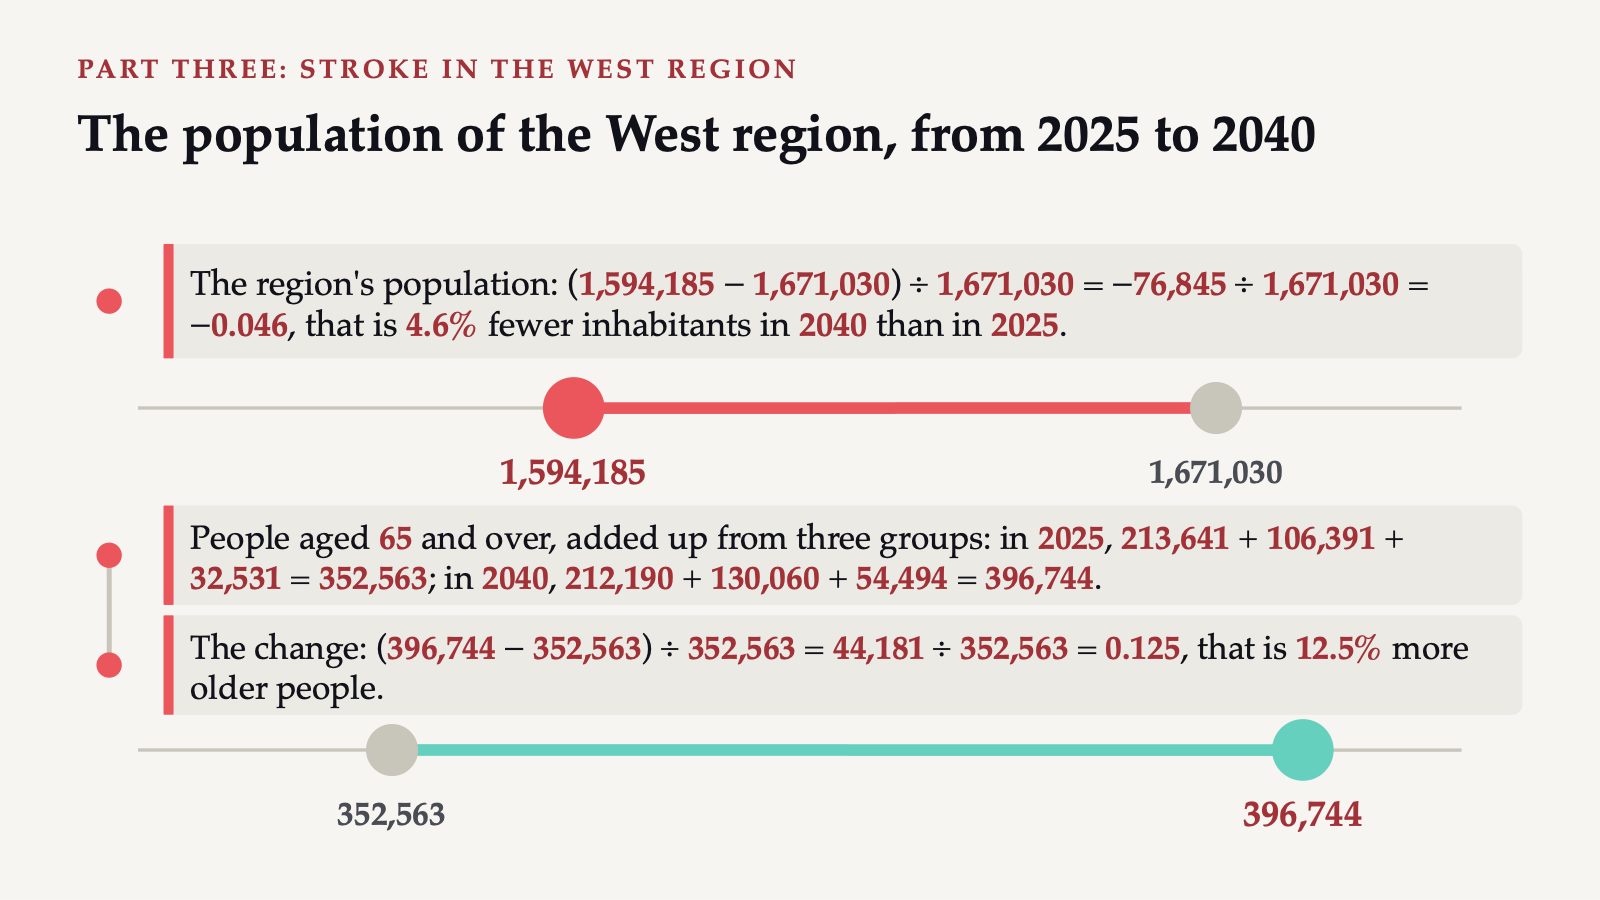 PART THREE: STROKE IN THE WEST REGION
The population of the West region, from 2025 to 2040
The region's population: (1,594,185 − 1,671,030) ÷ 1,671,030 = −76,845 ÷ 1,671,030 =
−0.046, that is 4.6% fewer inhabitants in 2040 than in 2025.
1,594,185
1,671,030
People aged 65 and over, added up from three groups: in 2025, 213,641 + 106,391 +
32,531 = 352,563; in 2040, 212,190 + 130,060 + 54,494 = 396,744.
The change: (396,744 − 352,563) ÷ 352,563 = 44,181 ÷ 352,563 = 0.125, that is 12.5% more
older people.
352,563
396,744